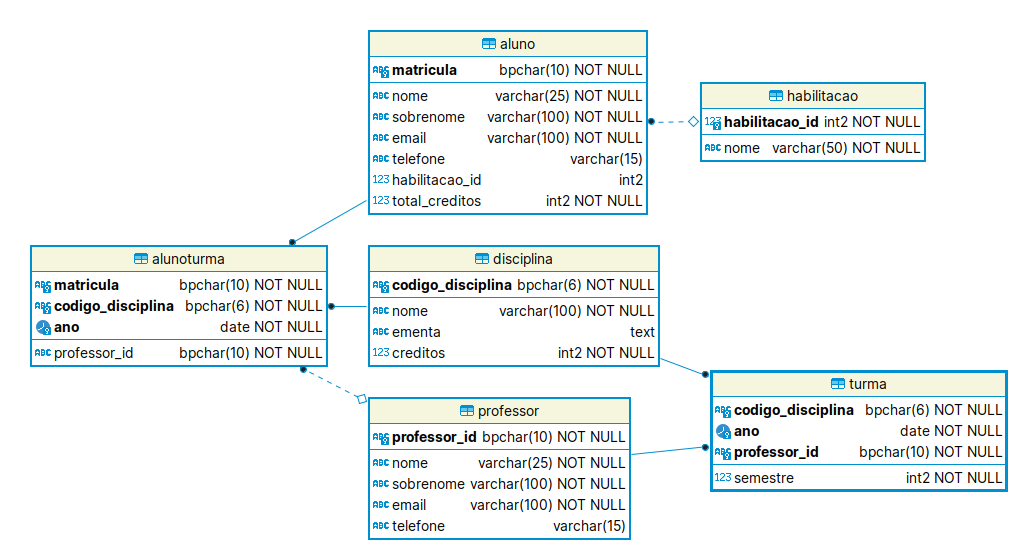 aluno
matricula bpchar(10) NOT NULL
nome varchar(25) NOT NULL
sobrenome varchar(100) NOT NULL
email varchar(100) NOT NULL
telefone varchar(15)
habilitacao_id int2
total_creditos int2 NOT NULL
habilitacao
habilitacao_id int2 NOT NULL
nome varchar(50) NOT NULL
alunoturma
matricula bpchar(10) NOT NULL
codigo_disciplina bpchar(6) NOT NULL
ano date NOT NULL
professor_id bpchar(10) NOT NULL
disciplina
codigo_disciplina bpchar(6) NOT NULL
nome varchar(100) NOT NULL
ementa text
creditos int2 NOT NULL
professor
professor_id bpchar(10) NOT NULL
nome varchar(25) NOT NULL
sobrenome varchar(100) NOT NULL
email varchar(100) NOT NULL
telefone varchar(15)
turma
codigo_disciplina bpchar(6) NOT NULL
ano date NOT NULL
professor_id bpchar(10) NOT NULL
semestre int2 NOT NULL